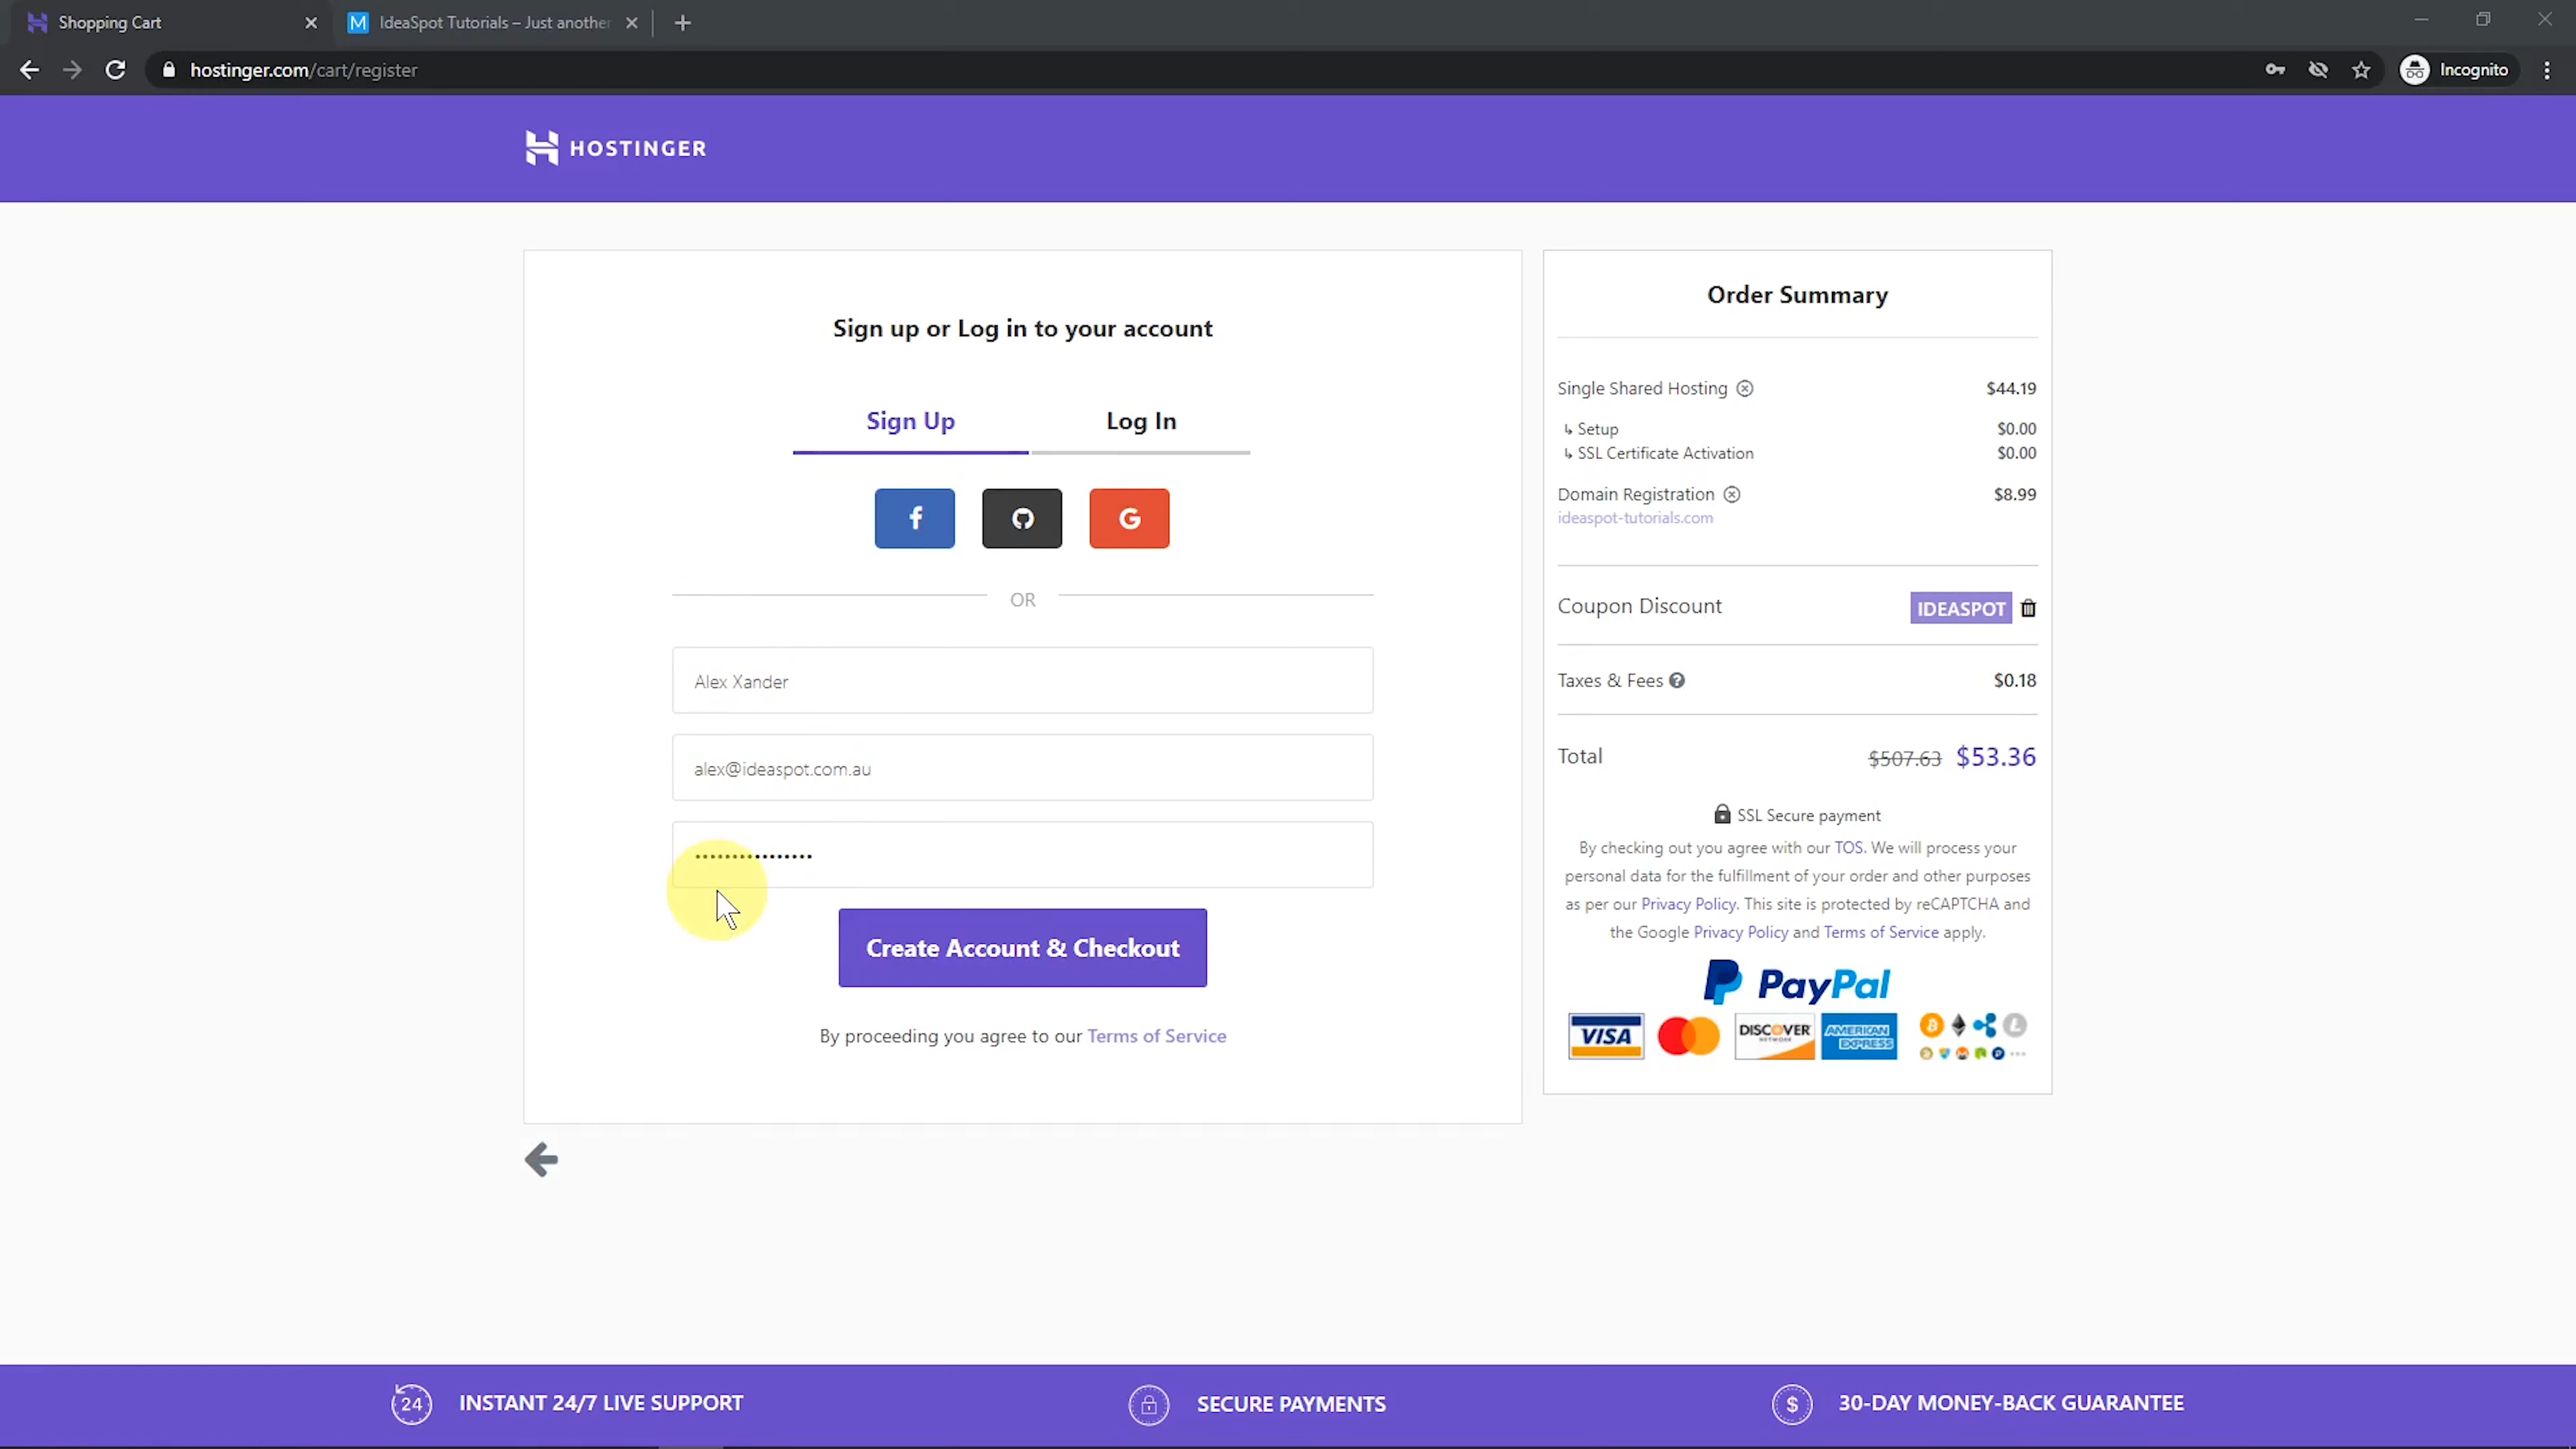 Shopping Cart
IdeaSpot Tutorials – Just another
hostinger.com/cart/register
Incognito
HOSTINGER
Sign up or Log in to your account
Sign Up
Log In
OR
Alex Xander
alex@ideaspot.com.au
••••••••••••••••
Create Account & Checkout
By proceeding you agree to our Terms of Service
Order Summary
Single Shared Hosting $44.19
↳ Setup $0.00
↳ SSL Certificate Activation $0.00
Domain Registration $8.99
ideaspot-tutorials.com
Coupon Discount IDEASPOT
Taxes & Fees $0.18
Total $507.63 $53.36
SSL Secure payment
By checking out you agree with our TOS. We will process your
personal data for the fulfillment of your order and other purposes
as per our Privacy Policy. This site is protected by reCAPTCHA and
the Google Privacy Policy and Terms of Service apply.
PayPal
VISA
DISCOVER
NETWORK
AMERICAN
EXPRESS
24 INSTANT 24/7 LIVE SUPPORT
SECURE PAYMENTS
$ 30-DAY MONEY-BACK GUARANTEE